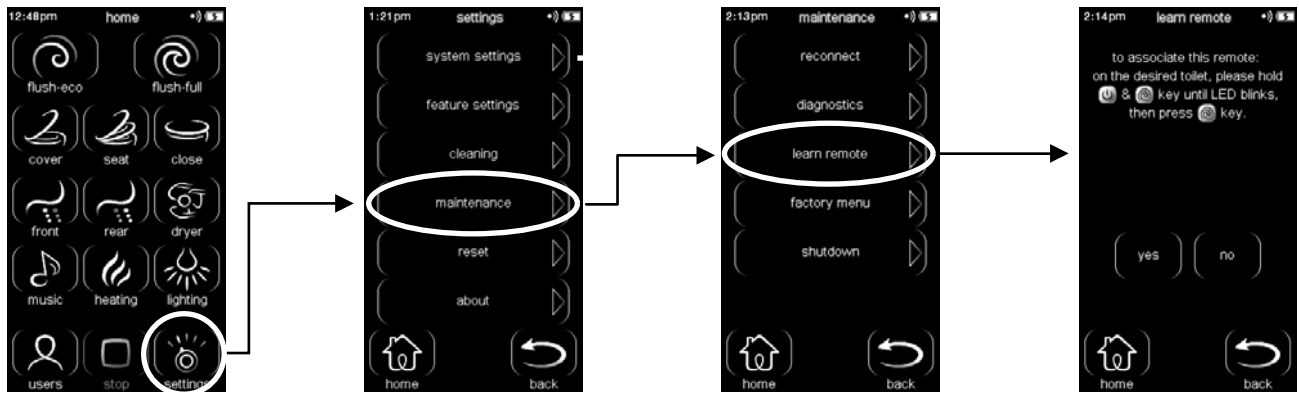 12:48pm home
flush-eco flush-full
cover seat close
front rear dryer
music heating lighting
users stop settings
1:21pm settings
system settings
feature settings
cleaning
maintenance
reset
about
home back
2:13pm maintenance
reconnect
diagnostics
learn remote
factory menu
shutdown
home back
2:14pm learn remote
to associate this remote:
on the desired toilet, please hold
& key until LED blinks,
then press key.
yes no
home back